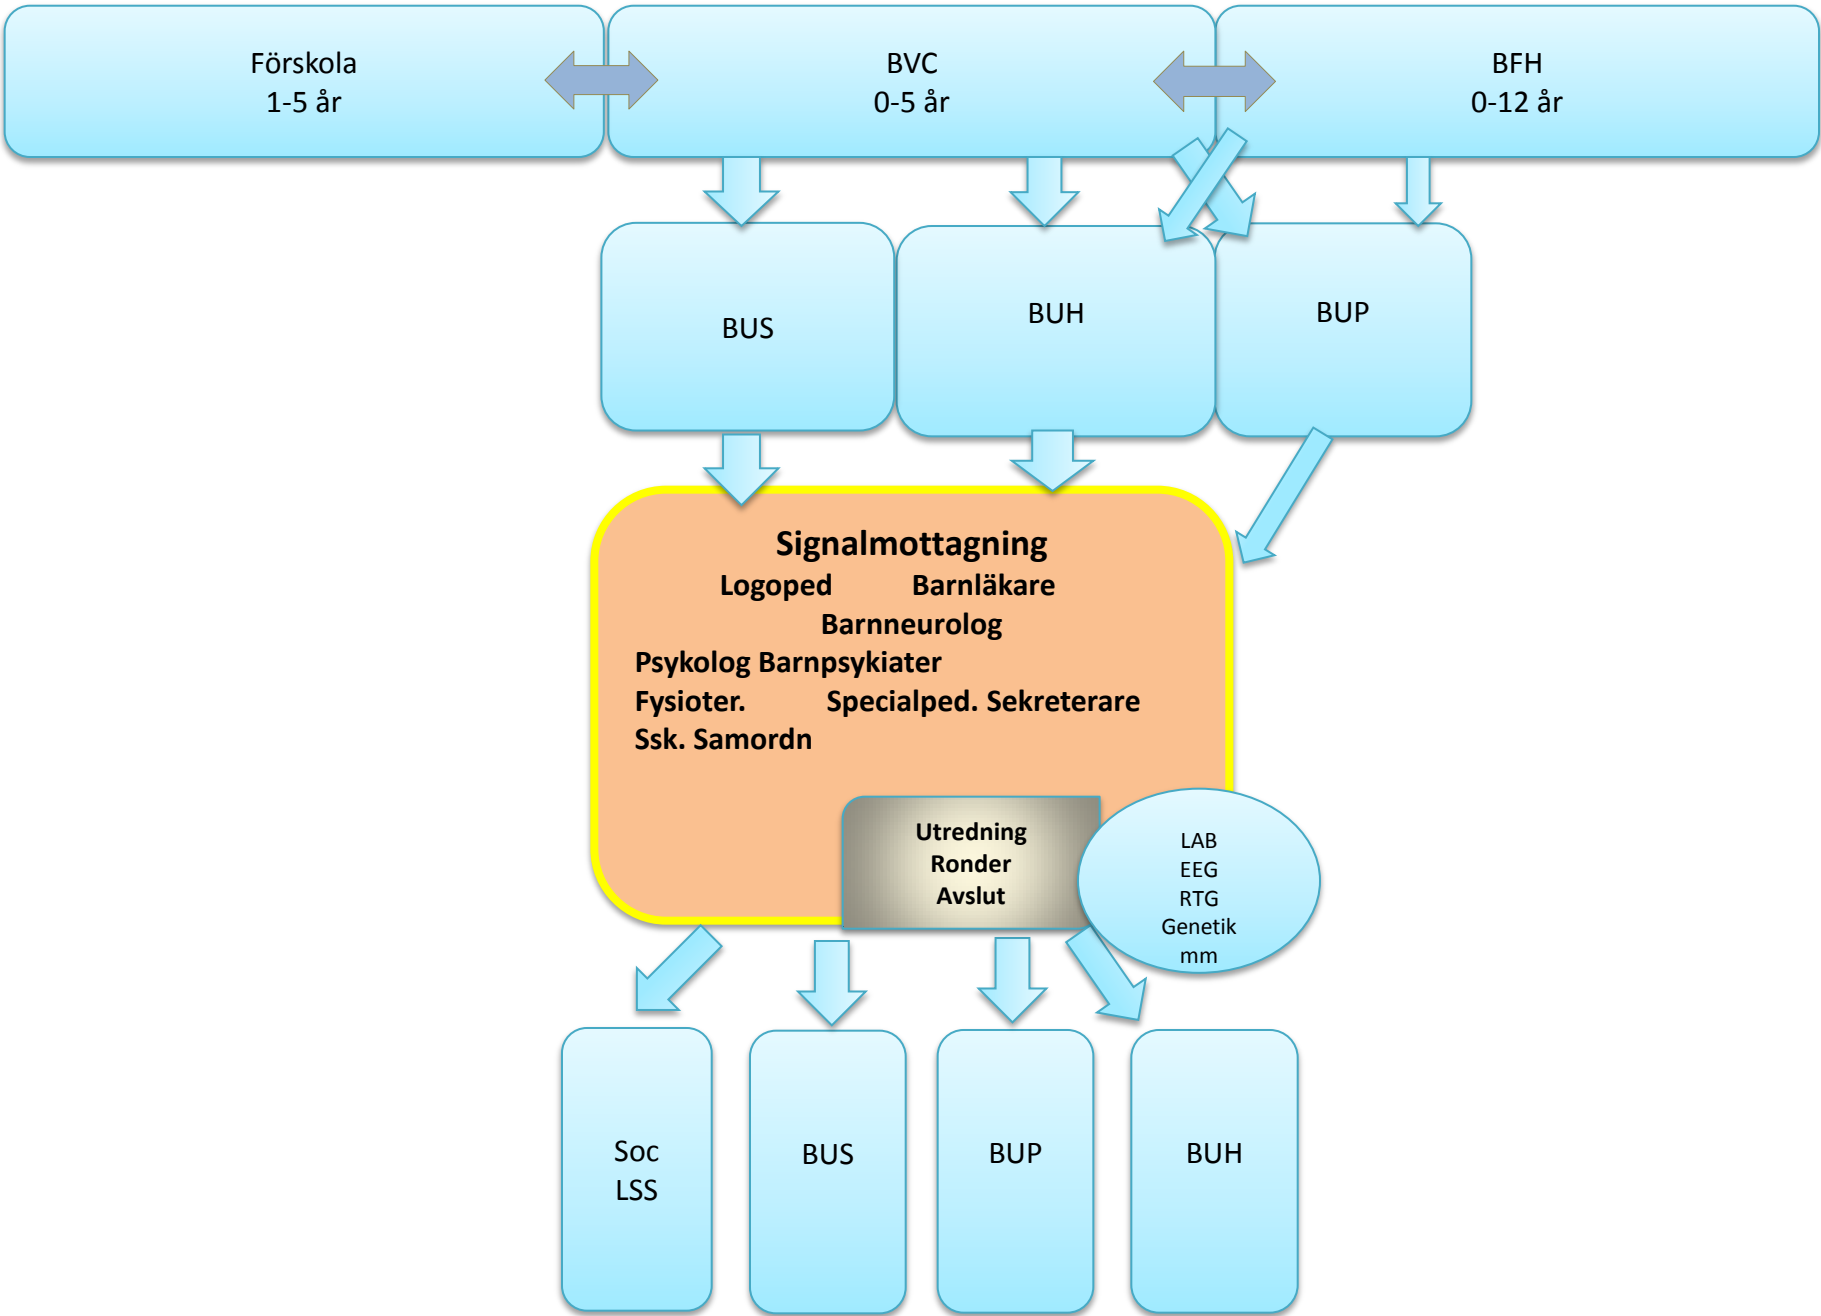 Förskola
1-5 år
BVC
0-5 år
BFH
0-12 år
BUS
BUH
BUP
Signalmottagning
Logoped Barnläkare
Barnneurolog
Psykolog Barnpsykiater
Fysioter. Specialped. Sekreterare
Ssk. Samordn
Utredning
Ronder
Avslut
LAB
EEG
RTG
Genetik
mm
Soc
LSS
BUS
BUP
BUH